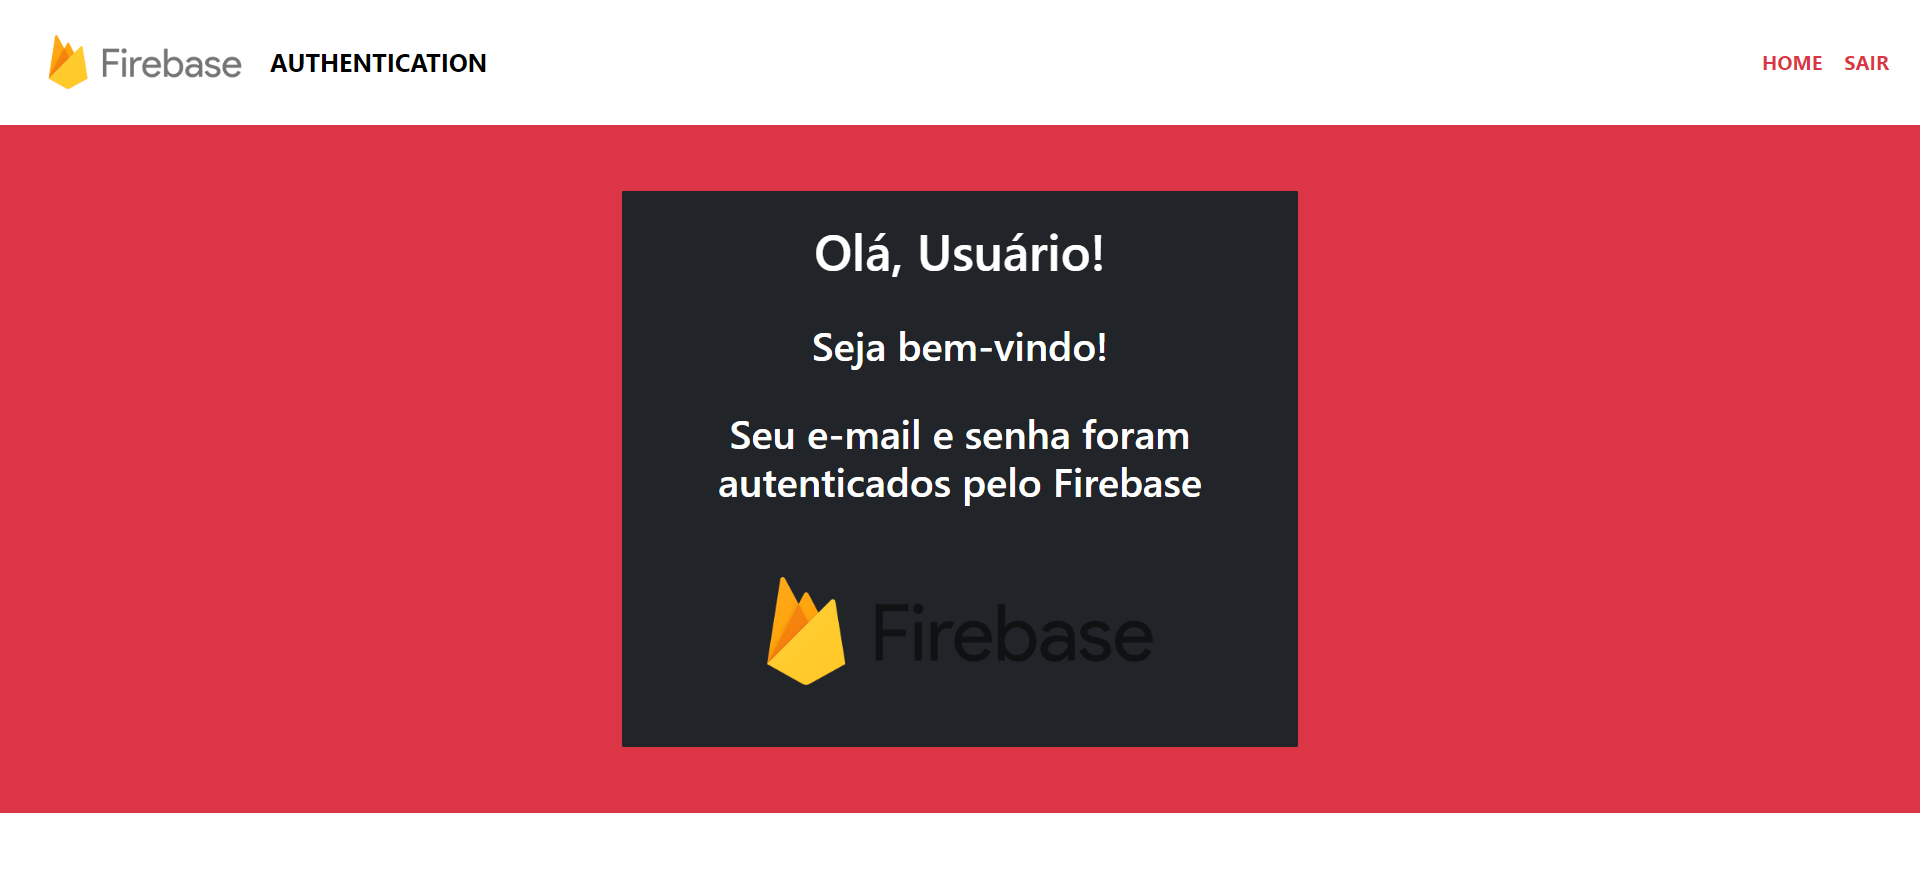 Firebase AUTHENTICATION HOME SAIR
Olá, Usuário!
Seja bem-vindo!
Seu e-mail e senha foram
autenticados pelo Firebase
Firebase